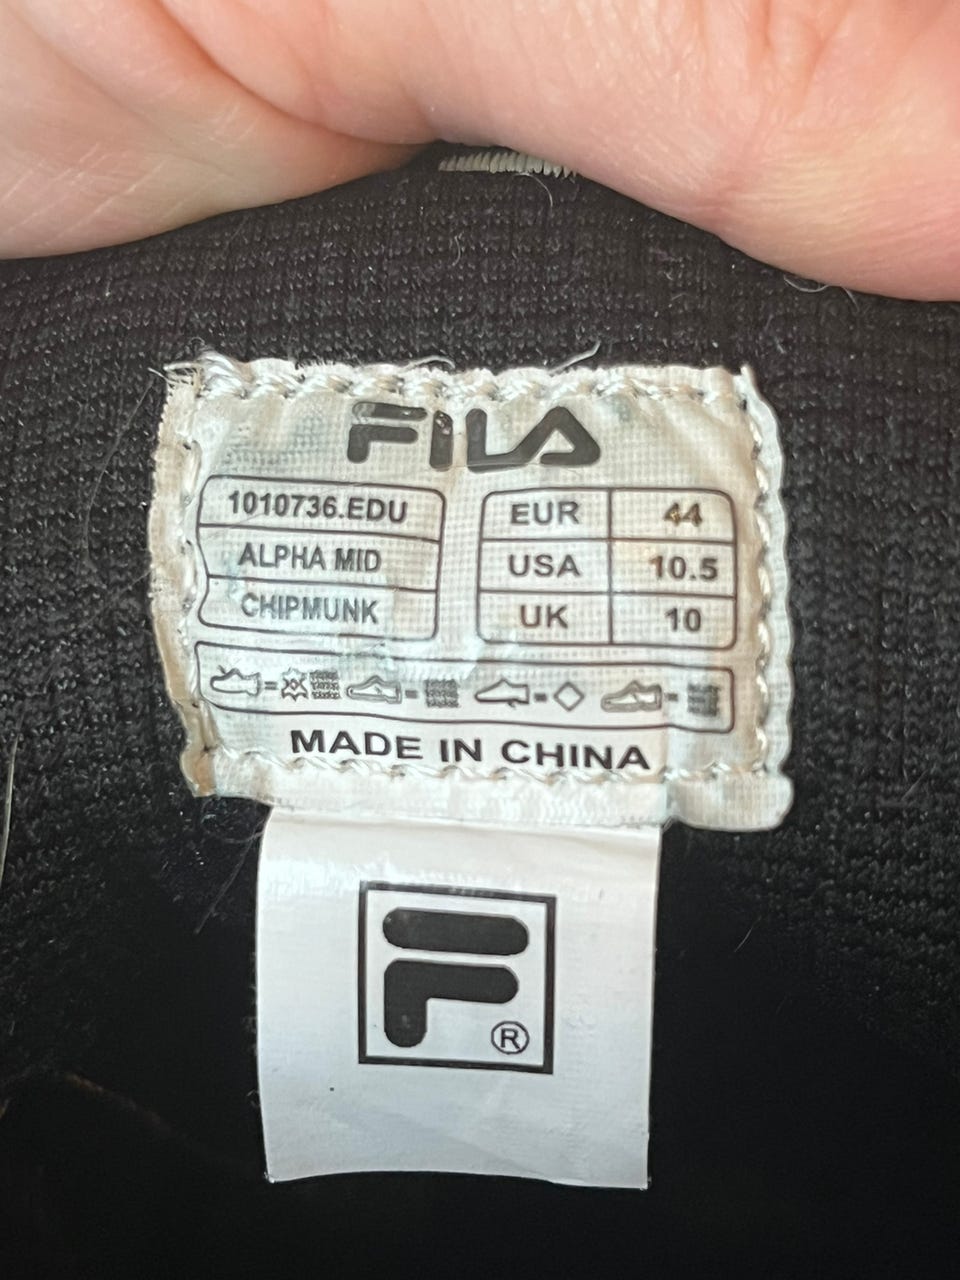 FILA
1010736.EDU
ALPHA MID
CHIPMUNK
EUR 44
USA 10.5
UK 10
MADE IN CHINA
F
®